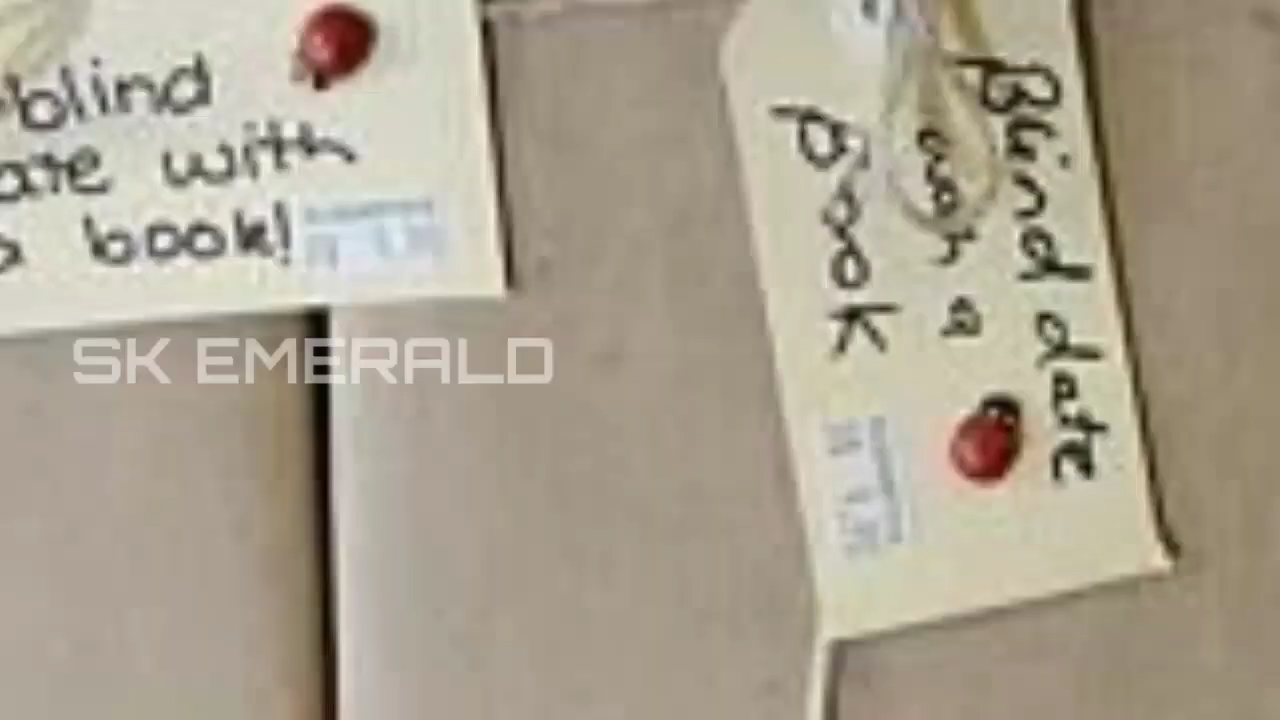 blind
ate with
book!
Blind date
with a
book
SK EMERALD